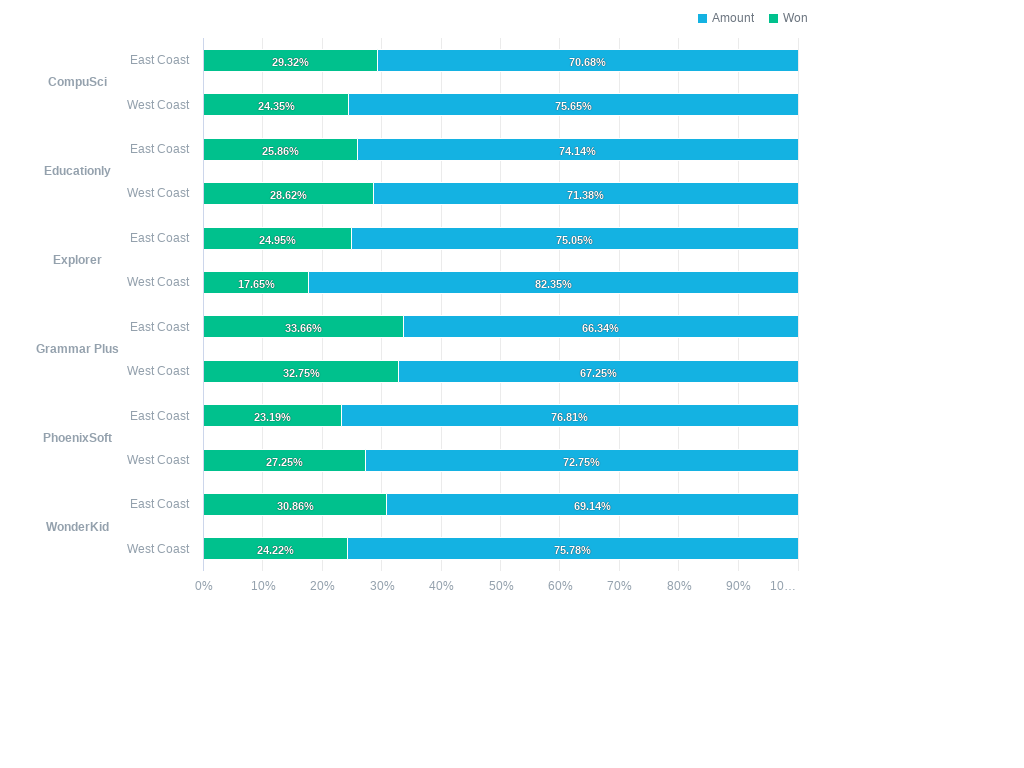 Amount Won
East Coast 29.32% 70.68%
CompuSci
West Coast 24.35% 75.65%
East Coast 25.86% 74.14%
Educationly
West Coast 28.62% 71.38%
East Coast 24.95% 75.05%
Explorer
West Coast 17.65% 82.35%
East Coast 33.66% 66.34%
Grammar Plus
West Coast 32.75% 67.25%
East Coast 23.19% 76.81%
PhoenixSoft
West Coast 27.25% 72.75%
East Coast 30.86% 69.14%
WonderKid
West Coast 24.22% 75.78%
0% 10% 20% 30% 40% 50% 60% 70% 80% 90% 10…